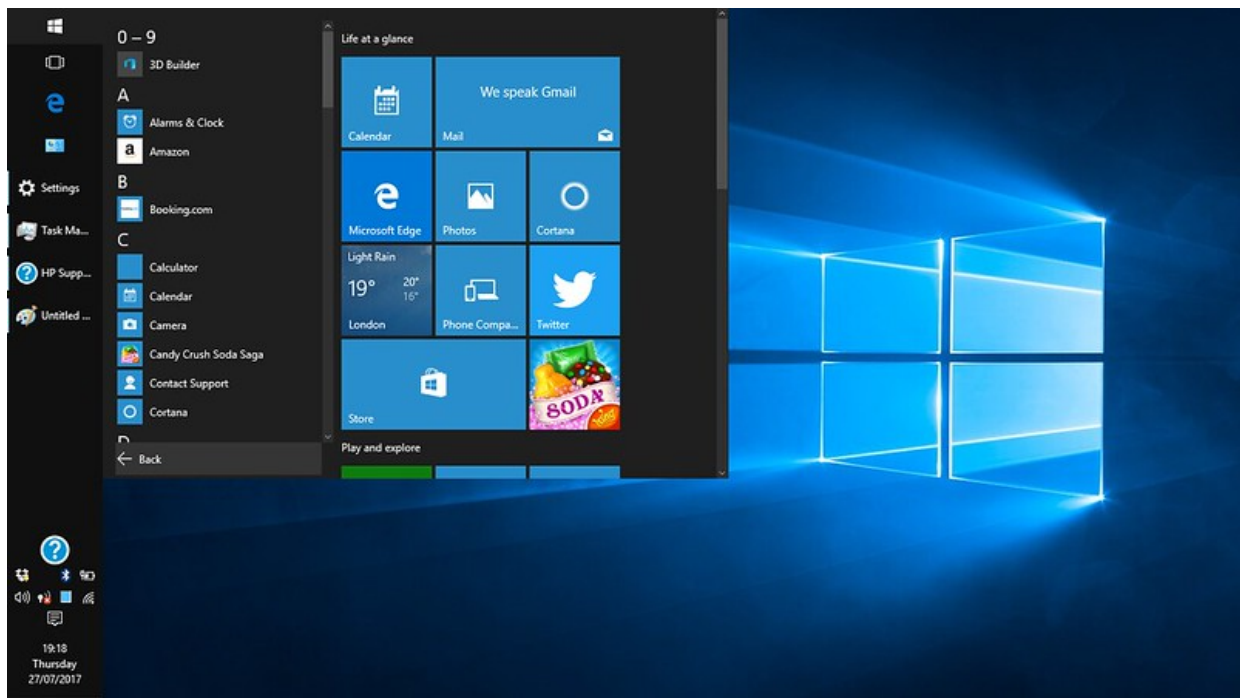 Settings
Task Ma...
HP Supp...
Untitled ...
19:18
Thursday
27/07/2017
0 – 9
3D Builder
A
Alarms & Clock
a
Amazon
B
Booking.com
C
Calculator
Calendar
Camera
Candy Crush Soda Saga
Contact Support
Cortana
D
Back
Life at a glance
Calendar
We speak Gmail
Mail
Microsoft Edge
Photos
Cortana
Light Rain
19° 20°
16°
London
Phone Compa...
Twitter
Store
SODA
King
Play and explore